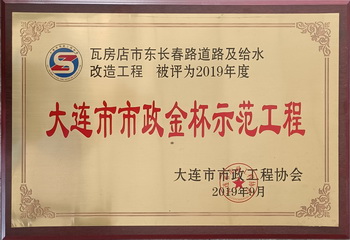 瓦房店市东长春路道路及给水
改造工程 被评为2019年度
大连市市政金杯示范工程
大连市市政工程协会
2019年9月